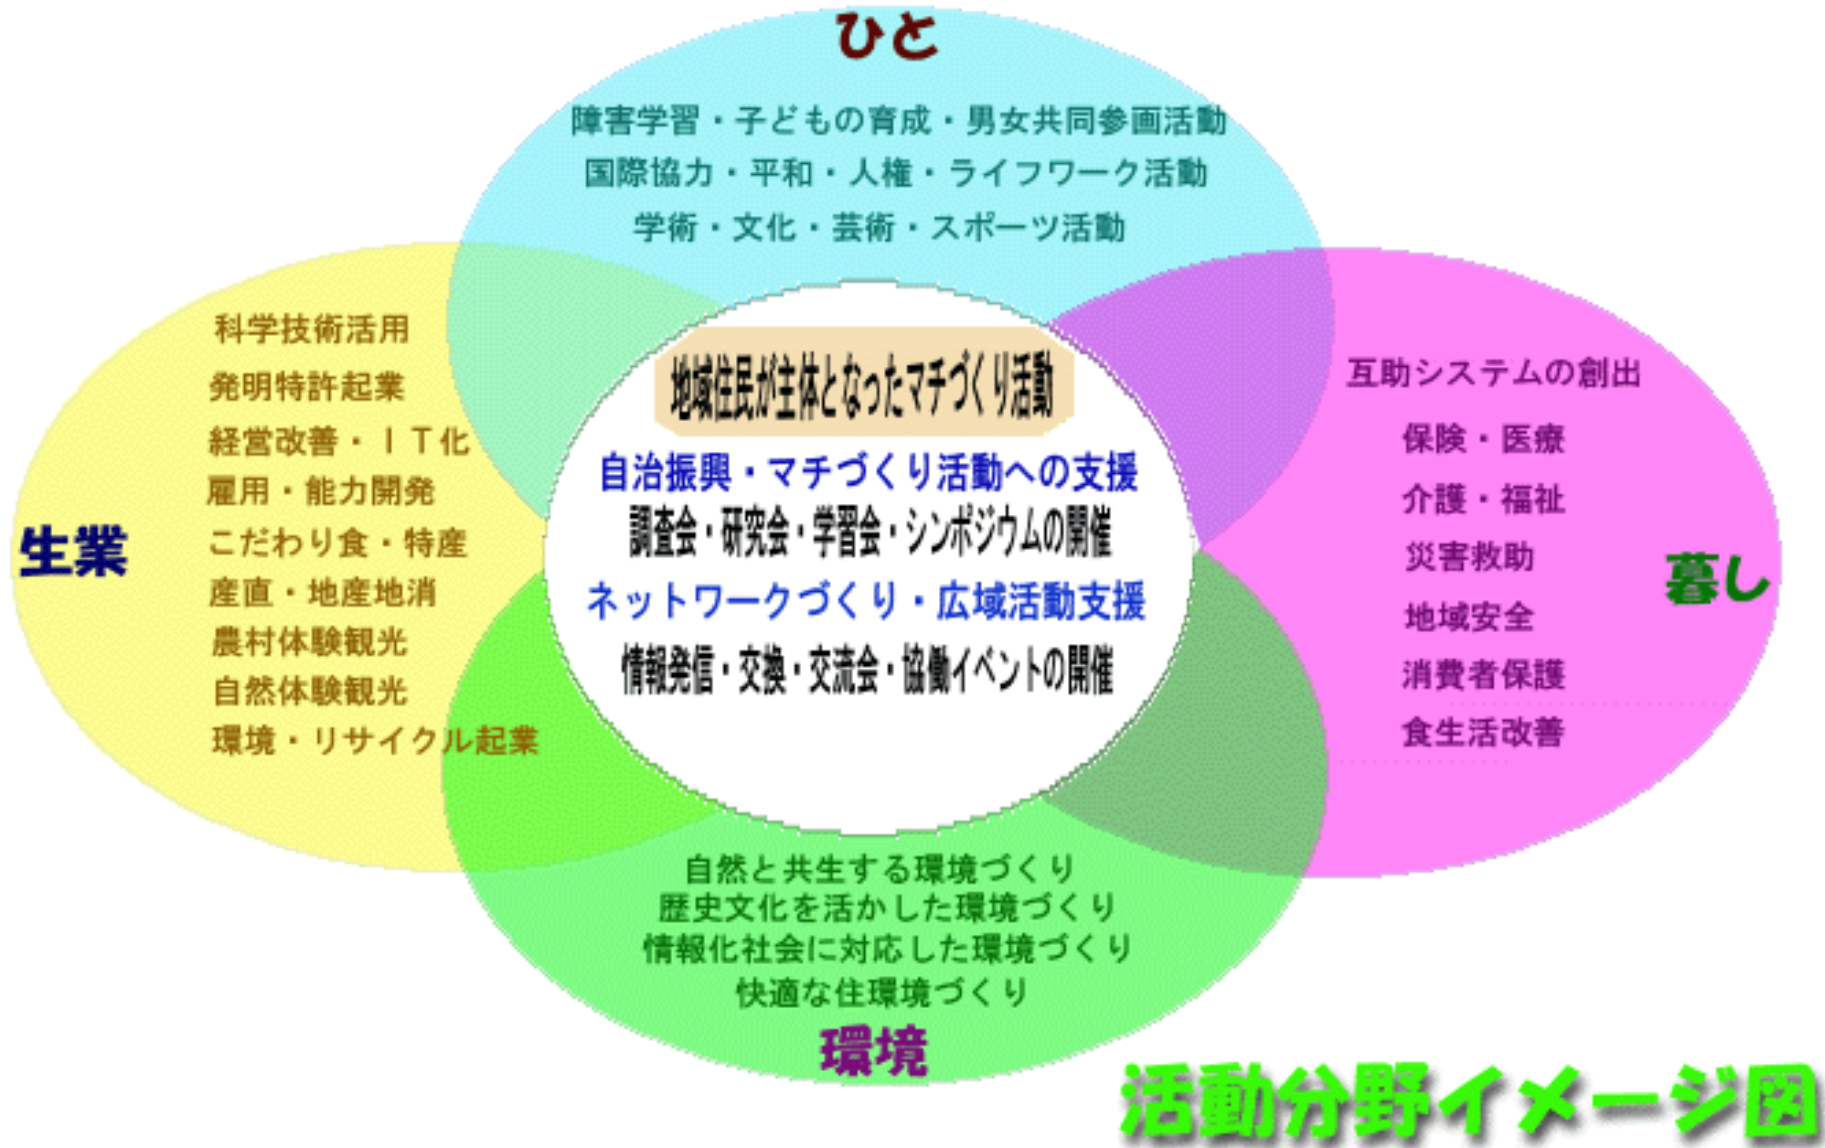 ひと
障害学習・子どもの育成・男女共同参画活動
国際協力・平和・人権・ライフワーク活動
学術・文化・芸術・スポーツ活動
生業
科学技術活用
発明特許起業
経営改善・ＩＴ化
雇用・能力開発
こだわり食・特産
産直・地産地消
農村体験観光
自然体験観光
環境・リサイクル起業
地域住民が主体となったマチづくり活動
自治振興・マチづくり活動への支援
調査会・研究会・学習会・シンポジウムの開催
ネットワークづくり・広域活動支援
情報発信・交換・交流会・協働イベントの開催
互助システムの創出
保険・医療
介護・福祉
災害救助
地域安全
消費者保護
食生活改善
暮し
自然と共生する環境づくり
歴史文化を活かした環境づくり
情報化社会に対応した環境づくり
快適な住環境づくり
環境
活動分野イメージ図